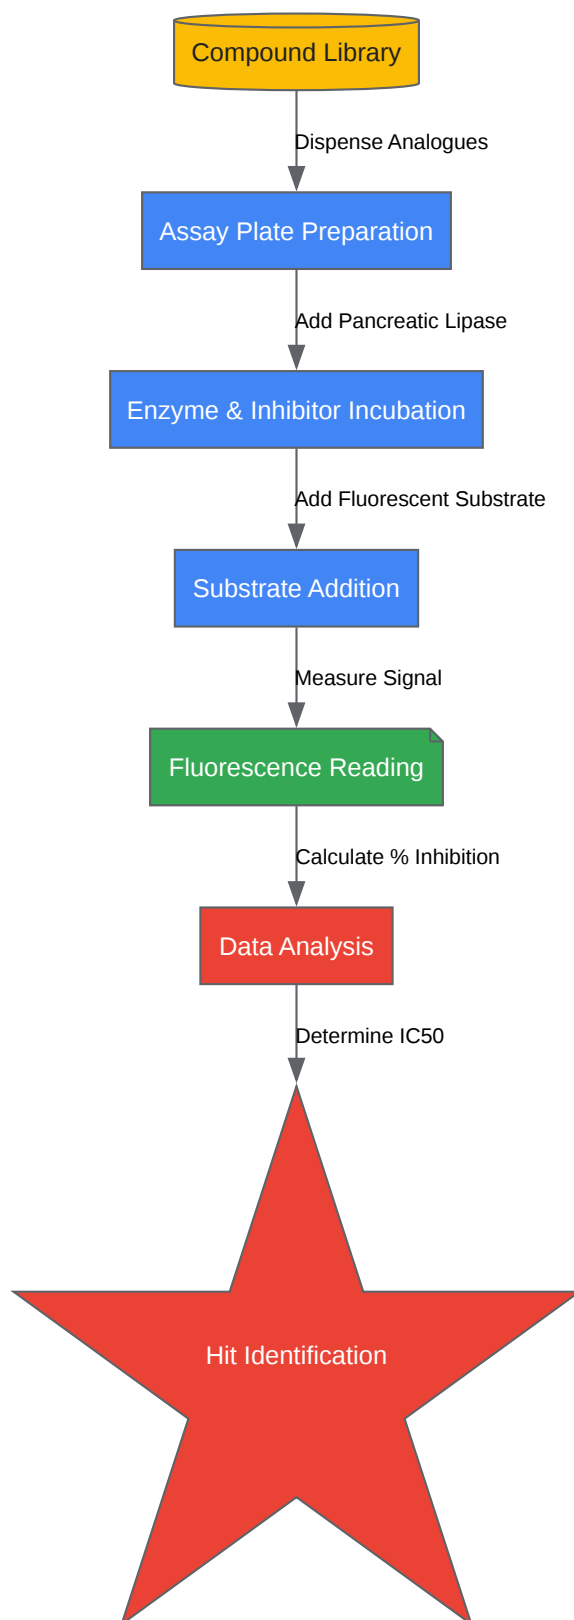 Compound Library
Dispense Analogues
Assay Plate Preparation
Add Pancreatic Lipase
Enzyme & Inhibitor Incubation
Add Fluorescent Substrate
Substrate Addition
Measure Signal
Fluorescence Reading
Calculate % Inhibition
Data Analysis
Determine IC50
Hit Identification